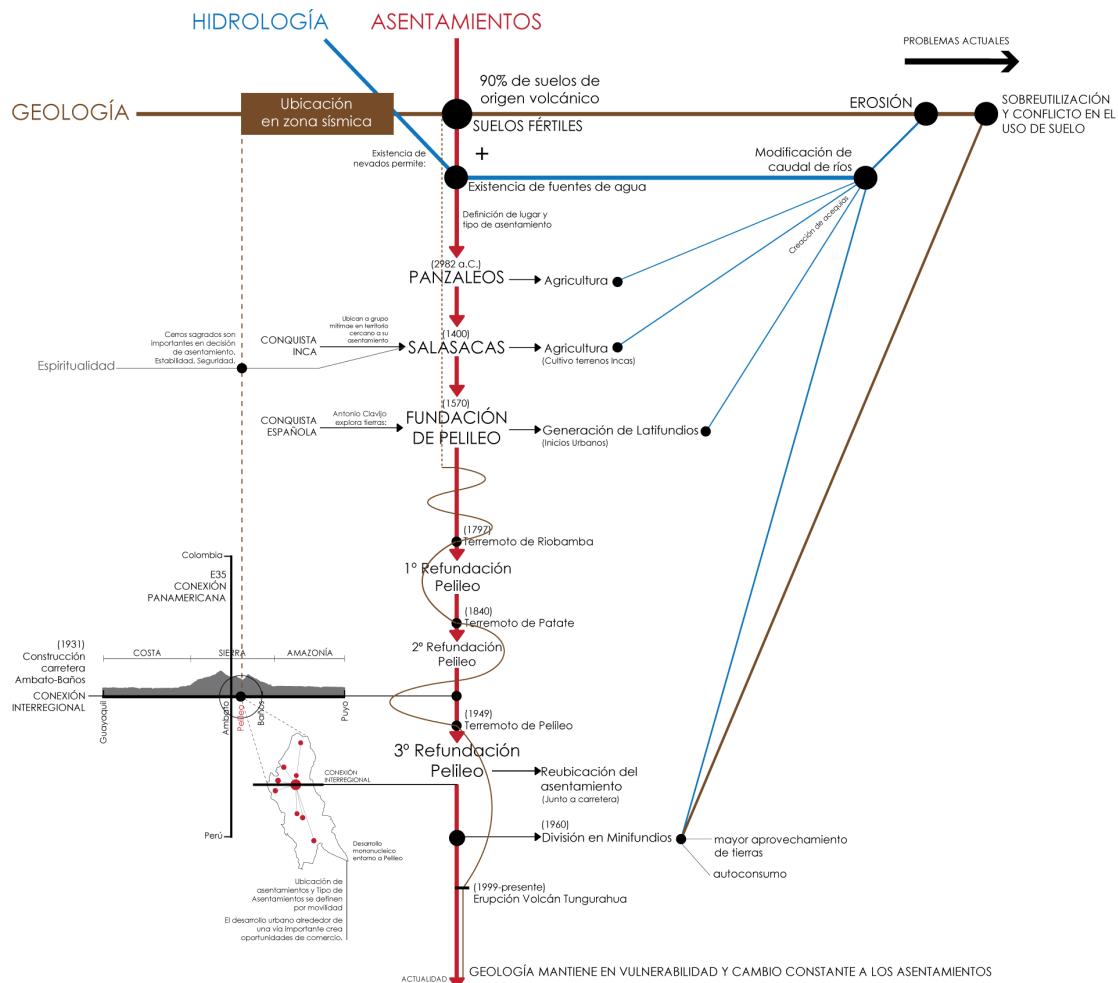 HIDROLOGÍA
ASENTAMIENTOS
PROBLEMAS ACTUALES
GEOLOGÍA
Ubicación
en zona sísmica
90% de suelos de
origen volcánico
SUELOS FÉRTILES
EROSIÓN
SOBREUTILIZACIÓN
Y CONFLICTO EN EL
USO DE SUELO
+
Existencia de
nevados permite:
Existencia de fuentes de agua
Modificación de
caudal de ríos
Creación de acequias
Definición de lugar y
tipo de asentamiento
(2982 a.C.)
PANZALEOS
Agricultura
Espiritualidad
Cerros sagrados son
importantes en decisión
de asentamiento.
Estabilidad, Seguridad.
CONQUISTA
INCA
Ubican a grupo
mitimae en territorio
cercano a su
asentamiento
(1400)
SALASACAS
Agricultura
(Cultivo terrenos Incas)
CONQUISTA
ESPAÑOLA
Antonio Clavijo
explora tierras:
(1570)
FUNDACIÓN
DE PELILEO
Generación de Latifundios
(Inicios Urbanos)
(1797)
Terremoto de Riobamba
1º Refundación
Pelileo
(1840)
Terremoto de Patate
2º Refundación
Pelileo
Colombia
E35
CONEXIÓN
PANAMERICANA
(1931)
Construcción
carretera
Ambato-Baños
CONEXIÓN
INTERREGIONAL
COSTA
SIERRA
AMAZONÍA
Guayaquil
Ambato
Pelileo
Baños
Puyo
Perú
(1949)
Terremoto de Pelileo
3º Refundación
Pelileo
Reubicación del
asentamiento
(Junto a carretera)
CONEXIÓN
INTERREGIONAL
(1960)
División en Minifundios
mayor aprovechamiento
de tierras
autoconsumo
Desarrollo
mononucleico
entorno a Pelileo
Ubicación de
asentamientos y Tipo de
Asentamientos se definen
por movilidad
El desarrollo urbano alrededor de
una vía importante crea
oportunidades de comercio.
(1999-presente)
Erupción Volcán Tungurahua
ACTUALIDAD
GEOLOGÍA MANTIENE EN VULNERABILIDAD Y CAMBIO CONSTANTE A LOS ASENTAMIENTOS